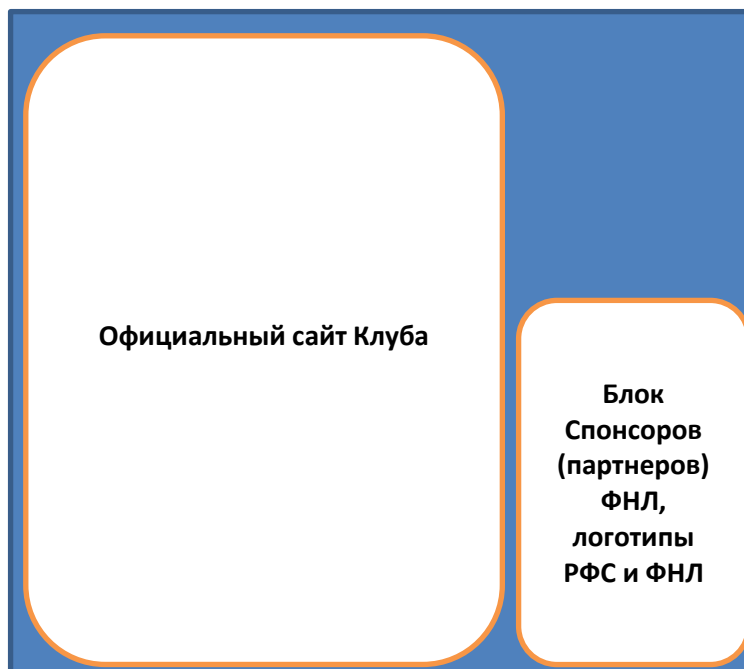 Официальный сайт Клуба
Блок
Спонсоров
(партнеров)
ФНЛ,
логотипы
РФС и ФНЛ